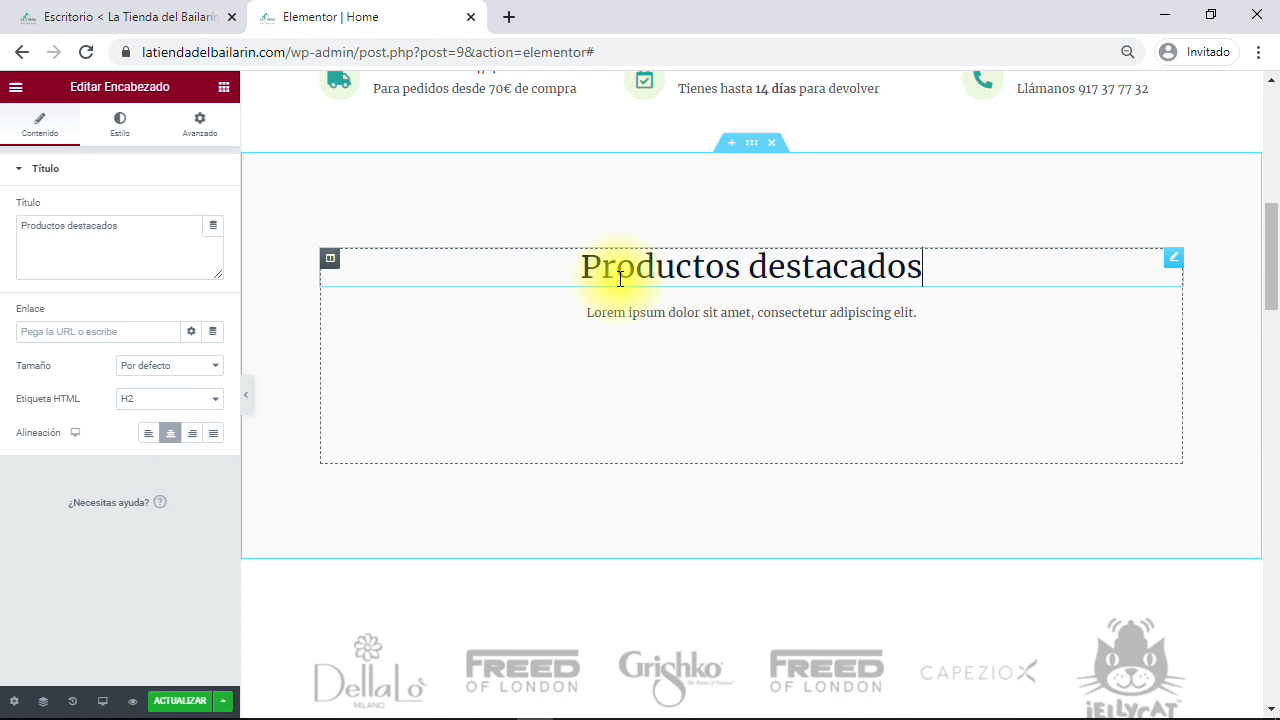 Escritorio < La Tienda del Bailarín
Elementor | Home
latiendadelbailarin.com/wp-admin/post.php?post=9&action=elementor#
Invitado
Editar Encabezado
Para pedidos desde 70€ de compra
Tienes hasta 14 días para devolver
Llámanos 917 37 77 32
Contenido
Estilo
Avanzado
Título
Título
Productos destacados
Productos destacados
Lorem ipsum dolor sit amet, consectetur adipiscing elit.
Enlace
Pega la URL o escribe
Tamaño
Por defecto
Etiqueta HTML
H2
Alineación
¿Necesitas ayuda? ?
DellaLò
MILANO
FREED
OF LONDON
Grishko
FREED
OF LONDON
CAPEZIO
iELLYCAT
ACTUALIZAR